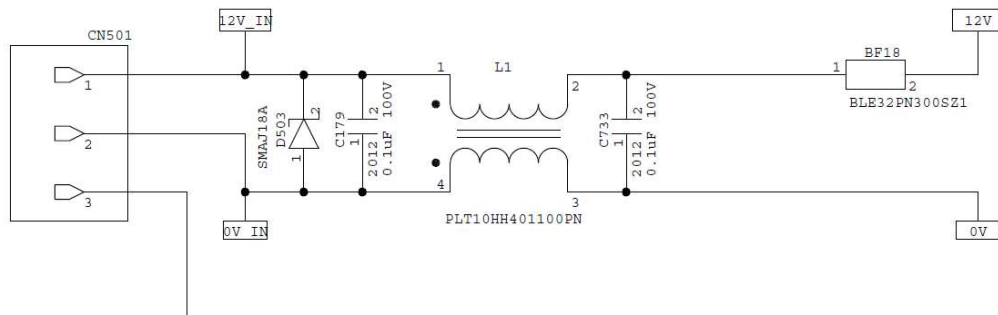 12V_IN
12V
CN501
1
2
3
SMAJ18A
D503
2
1
C179
2
1
100V
2012
0.1uF
1
L1
2
4
3
PLT10HH401100PN
C733
2
1
100V
2012
0.1uF
BF18
1
2
BLE32PN300SZ1
0V_IN
0V